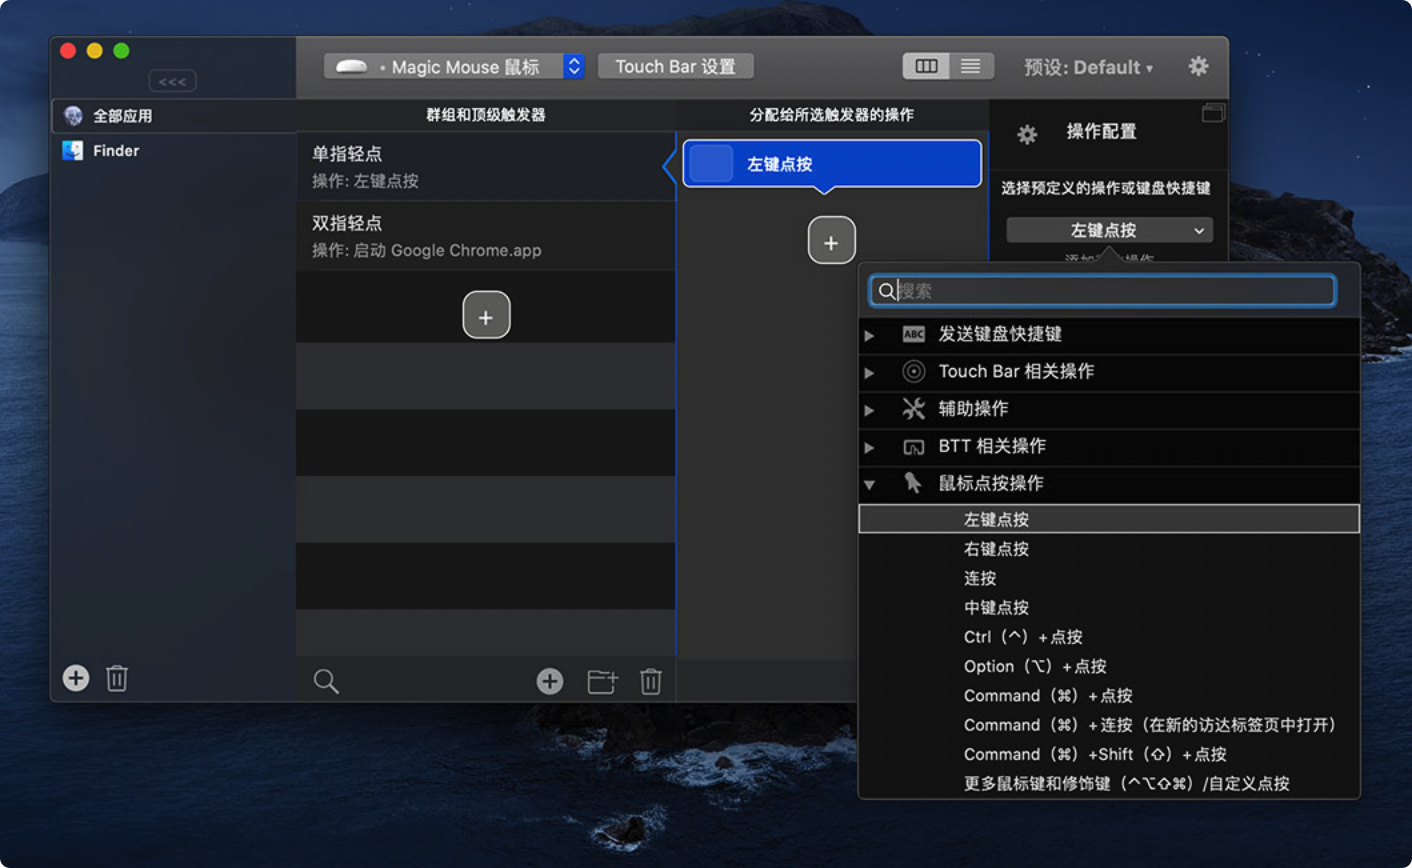 <<<
全部应用
Finder
Magic Mouse 鼠标
Touch Bar 设置
预设: Default
群组和顶级触发器
单指轻点
操作: 左键点按
双指轻点
操作: 启动 Google Chrome.app
分配给所选触发器的操作
左键点按
操作配置
选择预定义的操作或键盘快捷键
左键点按
搜索
ABC 发送键盘快捷键
Touch Bar 相关操作
辅助操作
BTT 相关操作
鼠标点按操作
左键点按
右键点按
连按
中键点按
Ctrl（^）+点按
Option（⌥）+点按
Command（⌘）+点按
Command（⌘）+连按（在新的访达标签页中打开）
Command（⌘）+Shift（⇧）+点按
更多鼠标键和修饰键（^⌥⇧⌘）/自定义点按